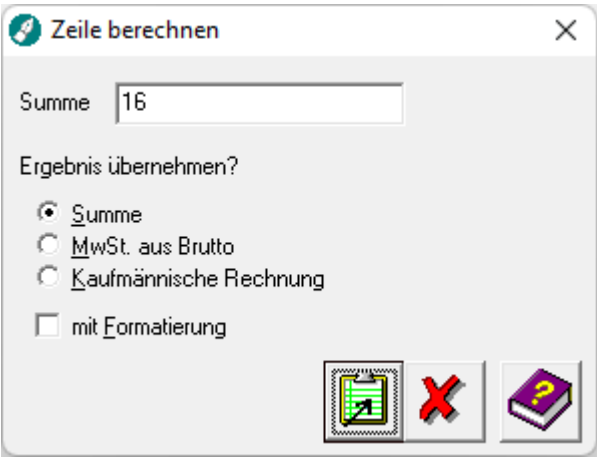 Zeile berechnen
Summe 16
Ergebnis übernehmen?
Summe
MwSt. aus Brutto
Kaufmännische Rechnung
mit Formatierung
?